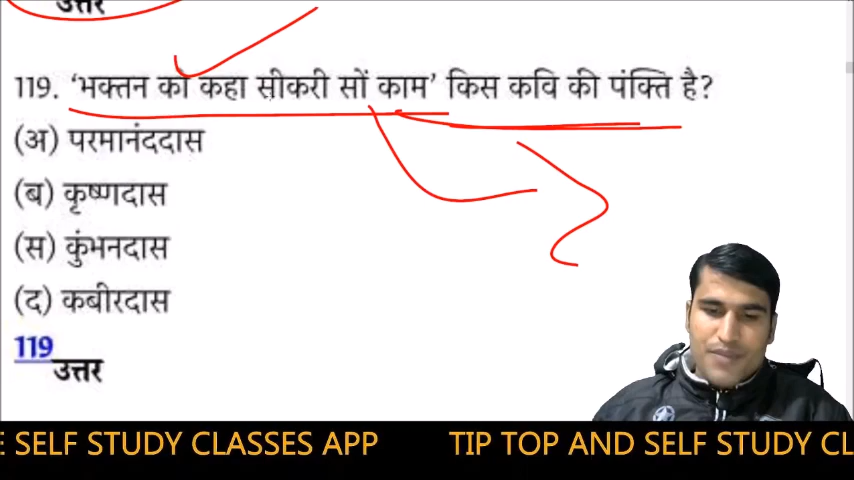 उत्तर
119. ‘भक्तन को कहा सीकरी सों काम’ किस कवि की पंक्ति है?
(अ) परमानंददास
(ब) कृष्णदास
(स) कुंभनदास
(द) कबीरदास
119
उत्तर
E SELF STUDY CLASSES APP TIP TOP AND SELF STUDY CL